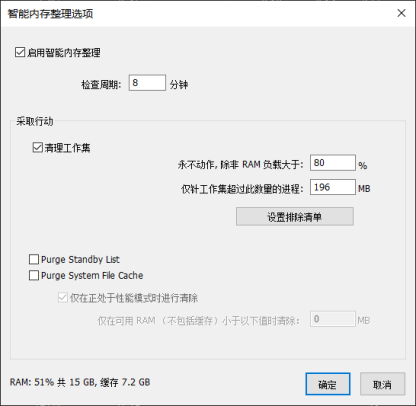 智能内存整理选项
启用智能内存整理
检查周期: 8 分钟
采取行动
清理工作集
永不动作, 除非 RAM 负载大于: 80 %
仅针工作集超过此数量的进程: 196 MB
设置排除清单
Purge Standby List
Purge System File Cache
仅在正处于性能模式时进行清除
仅在可用 RAM （不包括缓存）小于以下值时清除: 0 MB
RAM: 51% 共 15 GB, 缓存 7.2 GB
确定 取消